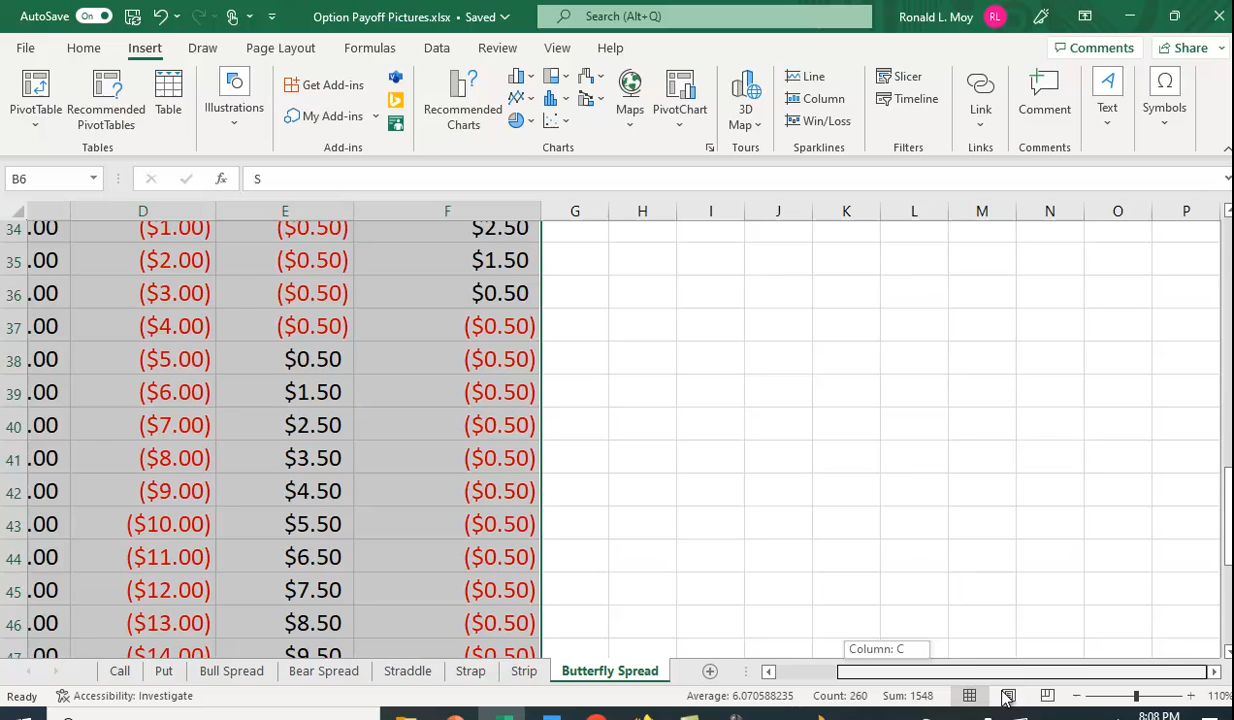 AutoSave On Option Payoff Pictures.xlsx • Saved Search (Alt+Q) Ronald L. Moy RL
File Home Insert Draw Page Layout Formulas Data Review View Help Comments Share
PivotTable Recommended PivotTables Table Illustrations Get Add-ins My Add-ins Recommended Charts Maps PivotChart 3D Map Line Column Win/Loss Slicer Timeline Link Comment Text Symbols
Tables Add-ins Charts Tours Sparklines Filters Links Comments
B6 fx S
D E F G H I J K L M N O P
34 .00 ($1.00) ($0.50) $2.50
35 .00 ($2.00) ($0.50) $1.50
36 .00 ($3.00) ($0.50) $0.50
37 .00 ($4.00) ($0.50) ($0.50)
38 .00 ($5.00) $0.50 ($0.50)
39 .00 ($6.00) $1.50 ($0.50)
40 .00 ($7.00) $2.50 ($0.50)
41 .00 ($8.00) $3.50 ($0.50)
42 .00 ($9.00) $4.50 ($0.50)
43 .00 ($10.00) $5.50 ($0.50)
44 .00 ($11.00) $6.50 ($0.50)
45 .00 ($12.00) $7.50 ($0.50)
46 .00 ($13.00) $8.50 ($0.50)
47 ($14.00) $9.50 ($0.50)
Column: C
Call Put Bull Spread Bear Spread Straddle Strap Strip Butterfly Spread
Ready Accessibility: Investigate Average: 6.070588235 Count: 260 Sum: 1548 110%
8:08 PM